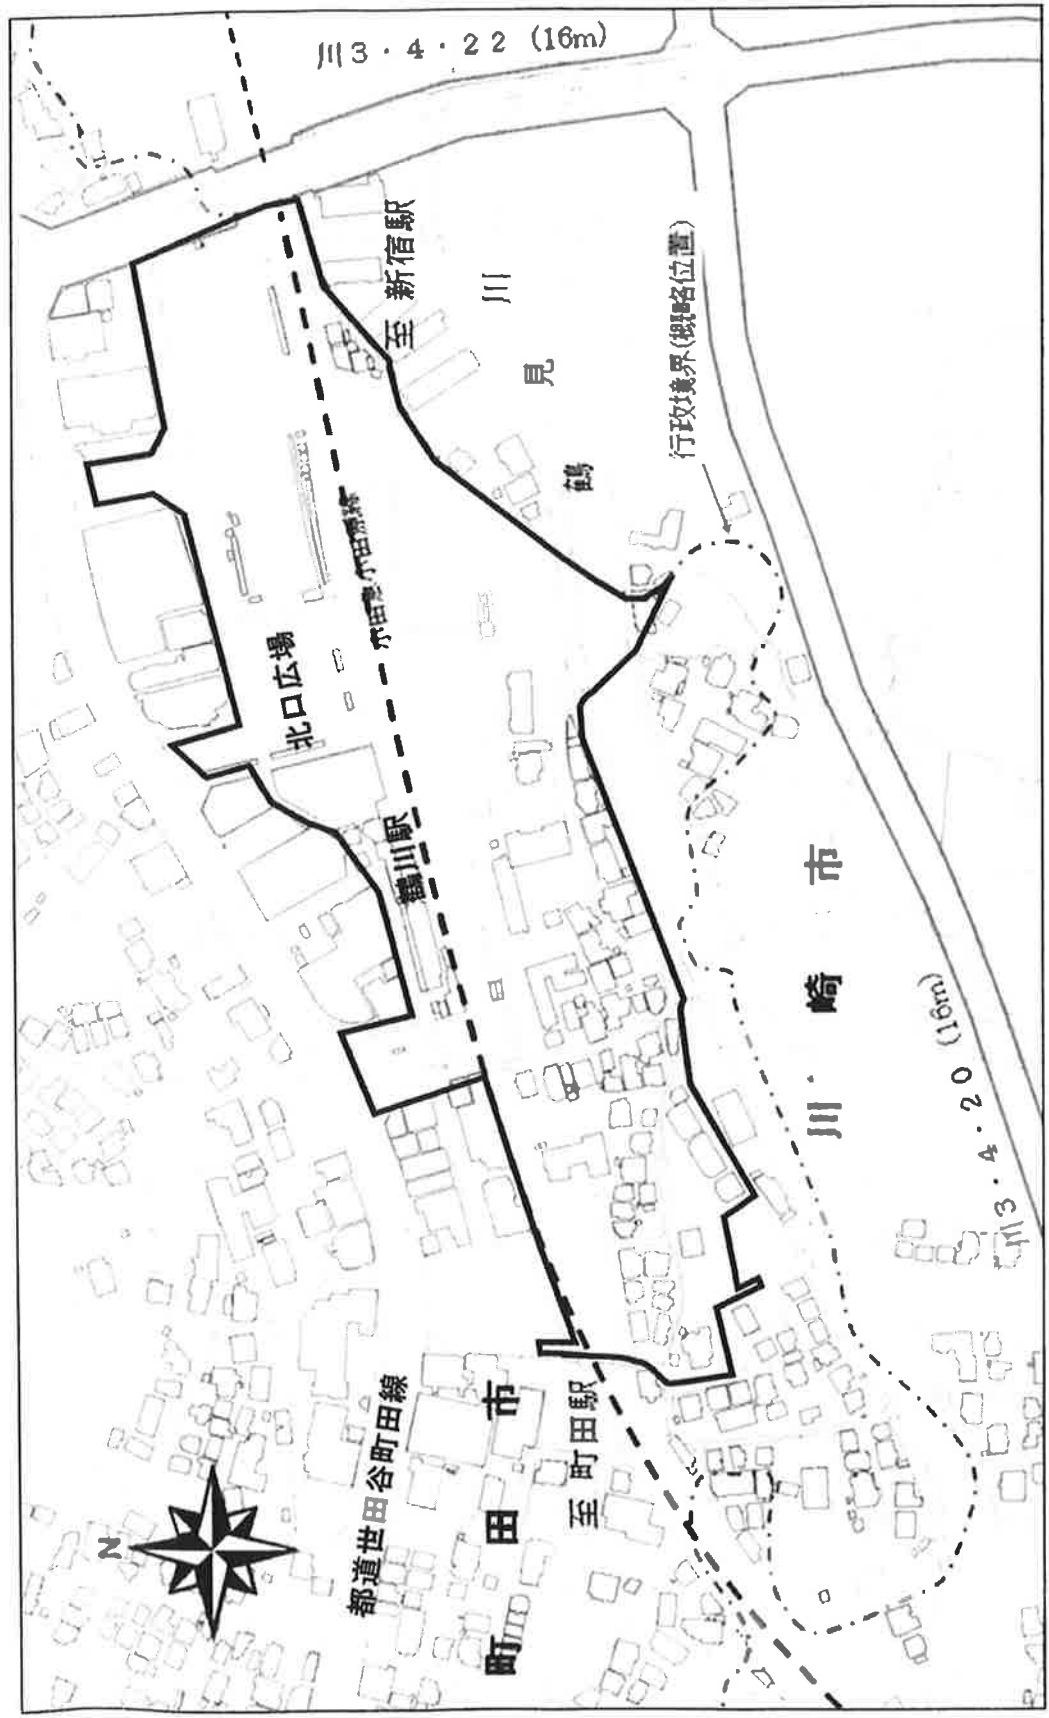 川3・4・22 (16m)
至 新宿駅
鶴見川
行政境界(概略位置)
小田急小田原線
北口広場
鶴川駅
川崎市
川3・4・20 (16m)
至 町田駅
都道世田谷町田線
町田市
N